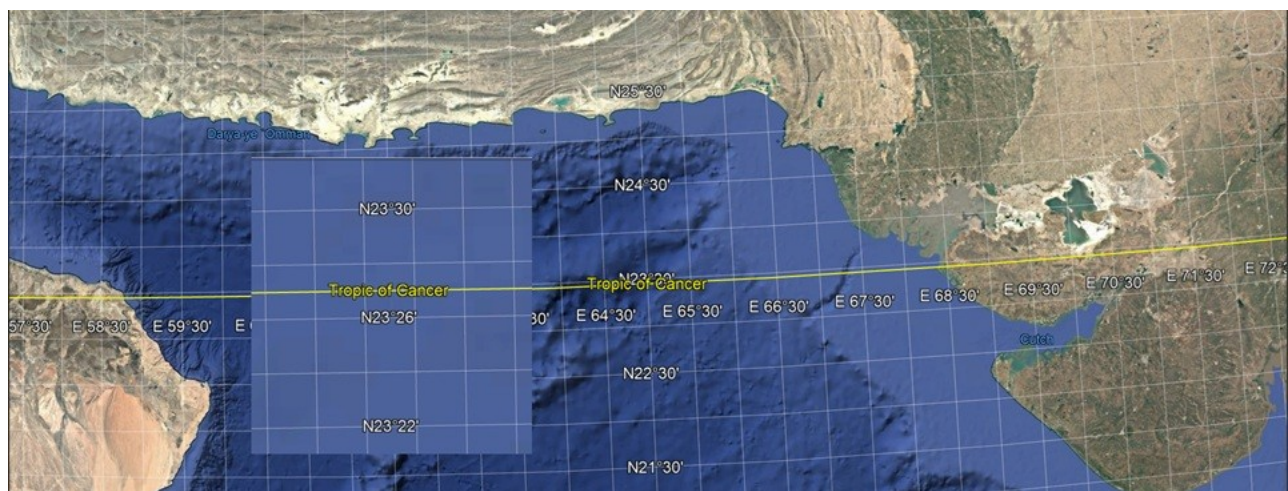 N25°30'
Darya-ye `Omman
N24°30'
N23°30'
Tropic of Cancer
Tropic of Cancer
57°30'
E 58°30'
E 59°30'
30'
E 64°30'
E 65°30'
E 66°30'
E 67°30'
E 68°30'
E 69°30'
E 70°30'
E 71°30'
N23°26'
Cutch
N22°30'
N23°22'
N21°30'